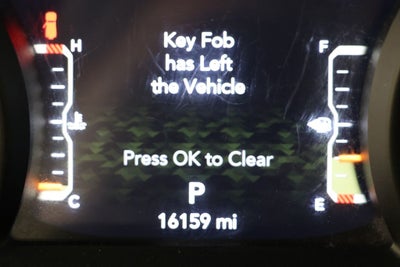 H
Key Fob
F
has Left
the Vehicle
Press OK to Clear
C
P
E
16159 mi